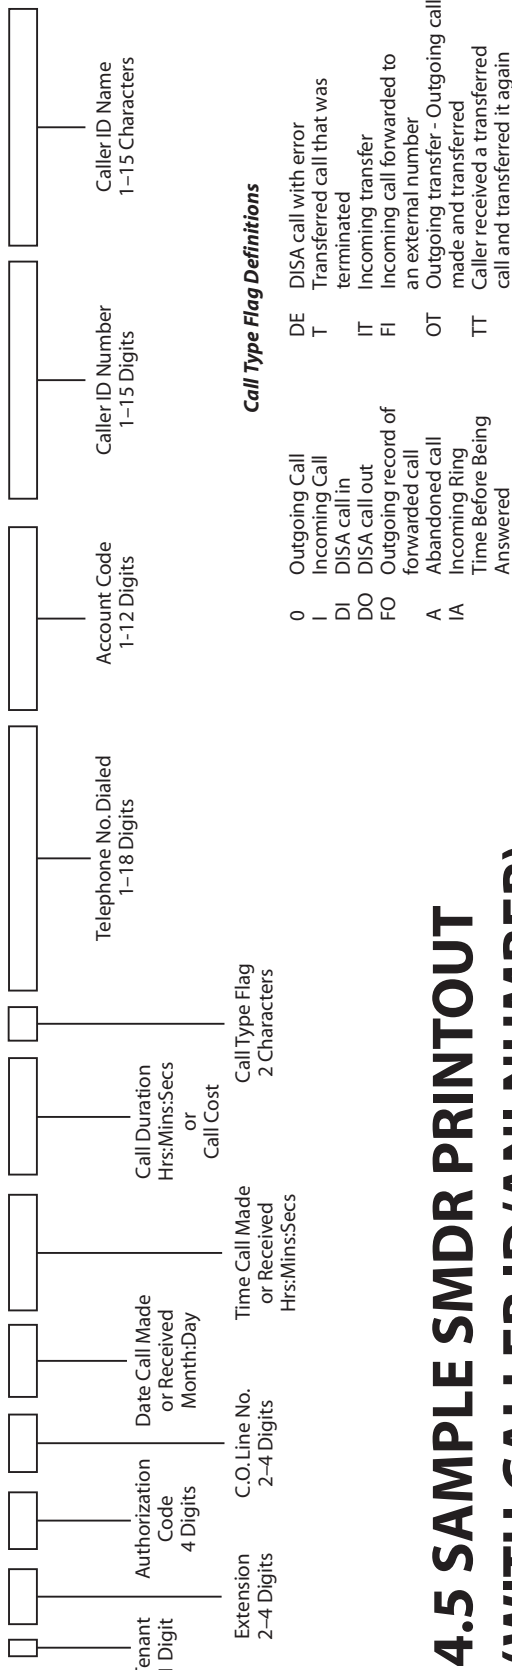 Tenant
1 Digit
Extension
2–4 Digits
Authorization
Code
4 Digits
C.O. Line No.
2–4 Digits
Date Call Made
or Received
Month:Day
Time Call Made
or Received
Hrs:Mins:Secs
Call Duration
Hrs:Mins:Secs
or
Call Cost
Call Type Flag
2 Characters
Telephone No. Dialed
1–18 Digits
Account Code
1-12 Digits
Caller ID Number
1–15 Digits
Caller ID Name
1–15 Characters
Call Type Flag Definitions
0 Outgoing Call
I Incoming Call
DI DISA call in
DO DISA call out
FO Outgoing record of
forwarded call
A Abandoned call
IA Incoming Ring
Time Before Being
Answered
DE DISA call with error
T Transferred call that was
terminated
IT Incoming transfer
FI Incoming call forwarded to
an external number
OT Outgoing transfer - Outgoing call
made and transferred
TT Caller received a transferred
call and transferred it again
4.5 SAMPLE SMDR PRINTOUT
(WITH CALLER ID/ANI NUMBER)